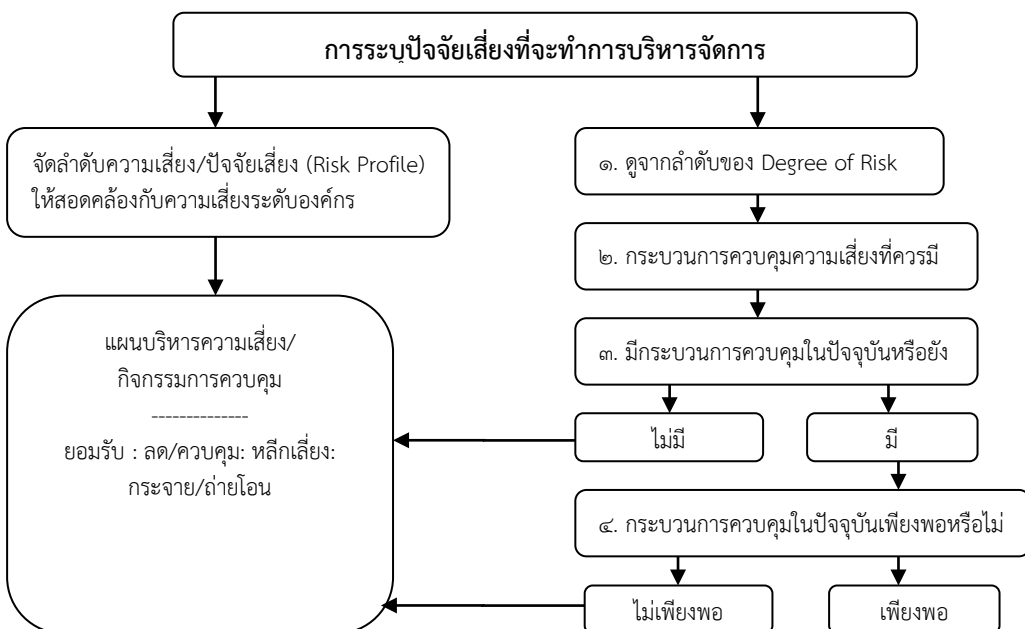 การระบุปัจจัยเสี่ยงที่จะทำการบริหารจัดการ
จัดลำดับความเสี่ยง/ปัจจัยเสี่ยง (Risk Profile)
ให้สอดคล้องกับความเสี่ยงระดับองค์กร
แผนบริหารความเสี่ยง/
กิจกรรมการควบคุม
--------------
ยอมรับ : ลด/ควบคุม: หลีกเลี่ยง:
กระจาย/ถ่ายโอน
๑. ดูจากลำดับของ Degree of Risk
๒. กระบวนการควบคุมความเสี่ยงที่ควรมี
๓. มีกระบวนการควบคุมในปัจจุบันหรือยัง
ไม่มี
มี
๔. กระบวนการควบคุมในปัจจุบันเพียงพอหรือไม่
ไม่เพียงพอ
เพียงพอ